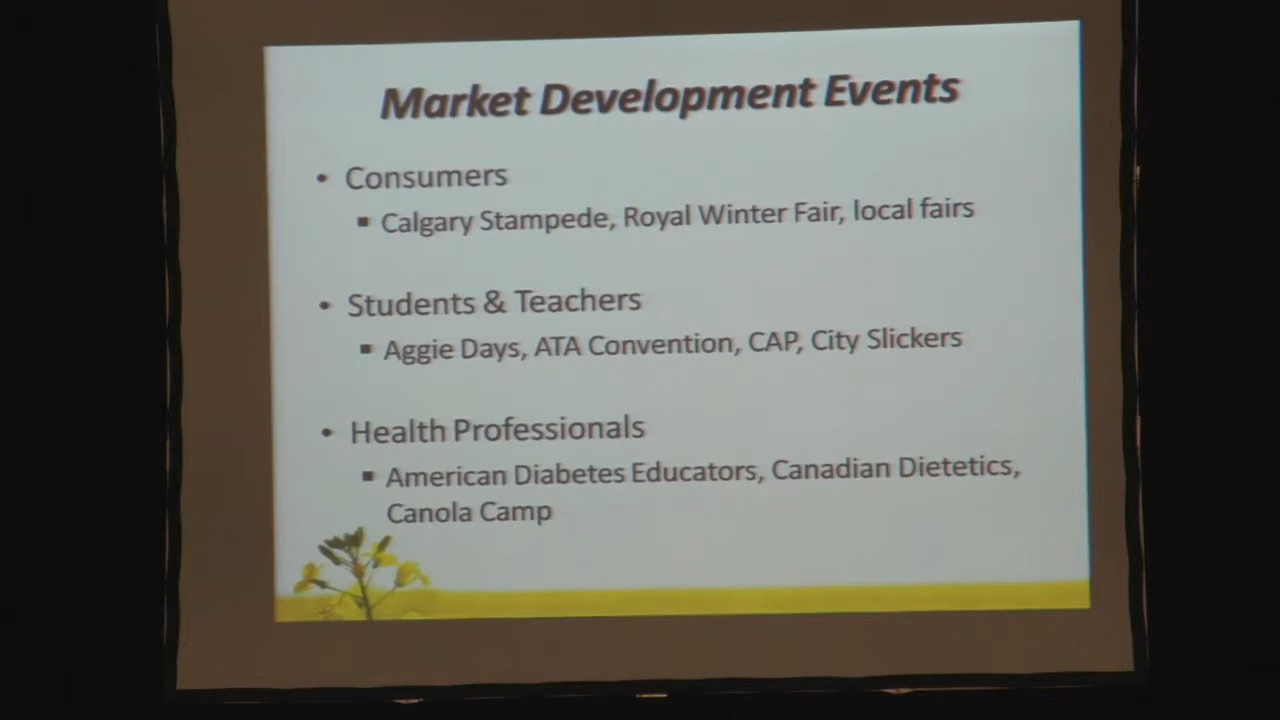 Market Development Events
• Consumers
▪ Calgary Stampede, Royal Winter Fair, local fairs
• Students & Teachers
▪ Aggie Days, ATA Convention, CAP, City Slickers
• Health Professionals
▪ American Diabetes Educators, Canadian Dietetics,
Canola Camp